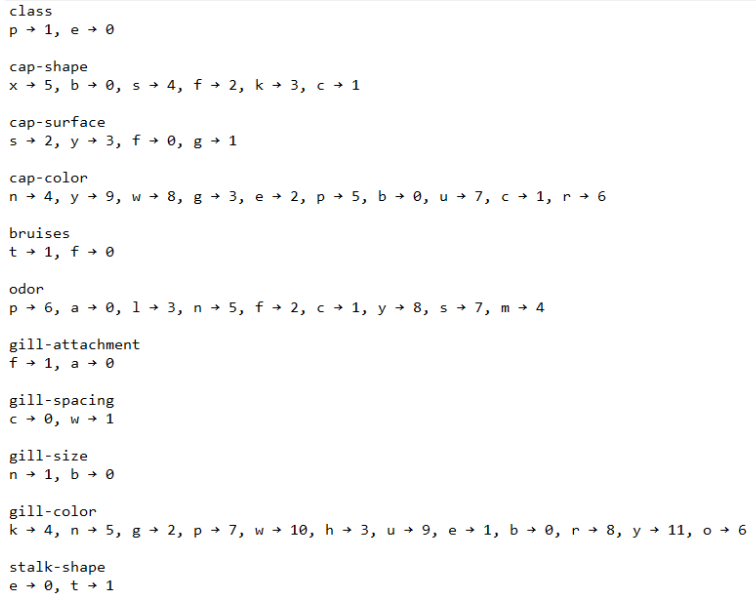 class
p → 1, e → 0
cap-shape
x → 5, b → 0, s → 4, f → 2, k → 3, c → 1
cap-surface
s → 2, y → 3, f → 0, g → 1
cap-color
n → 4, y → 9, w → 8, g → 3, e → 2, p → 5, b → 0, u → 7, c → 1, r → 6
bruises
t → 1, f → 0
odor
p → 6, a → 0, l → 3, n → 5, f → 2, c → 1, y → 8, s → 7, m → 4
gill-attachment
f → 1, a → 0
gill-spacing
c → 0, w → 1
gill-size
n → 1, b → 0
gill-color
k → 4, n → 5, g → 2, p → 7, w → 10, h → 3, u → 9, e → 1, b → 0, r → 8, y → 11, o → 6
stalk-shape
e → 0, t → 1